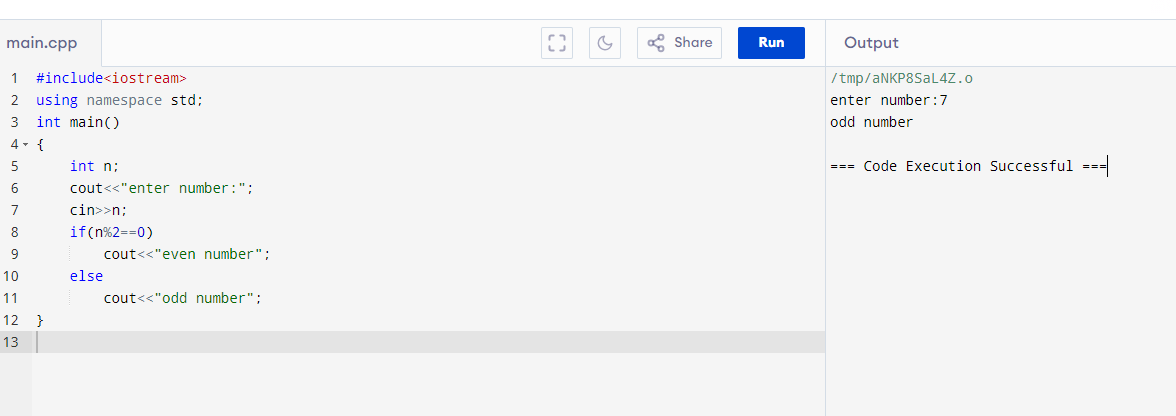 main.cpp
Share
Run
Output
1 #include<iostream>
2 using namespace std;
3 int main()
4 {
5     int n;
6     cout<<"enter number:";
7     cin>>n;
8     if(n%2==0)
9         cout<<"even number";
10     else
11         cout<<"odd number";
12 }
13
/tmp/aNKP8SaL4Z.o
enter number:7
odd number
=== Code Execution Successful ===